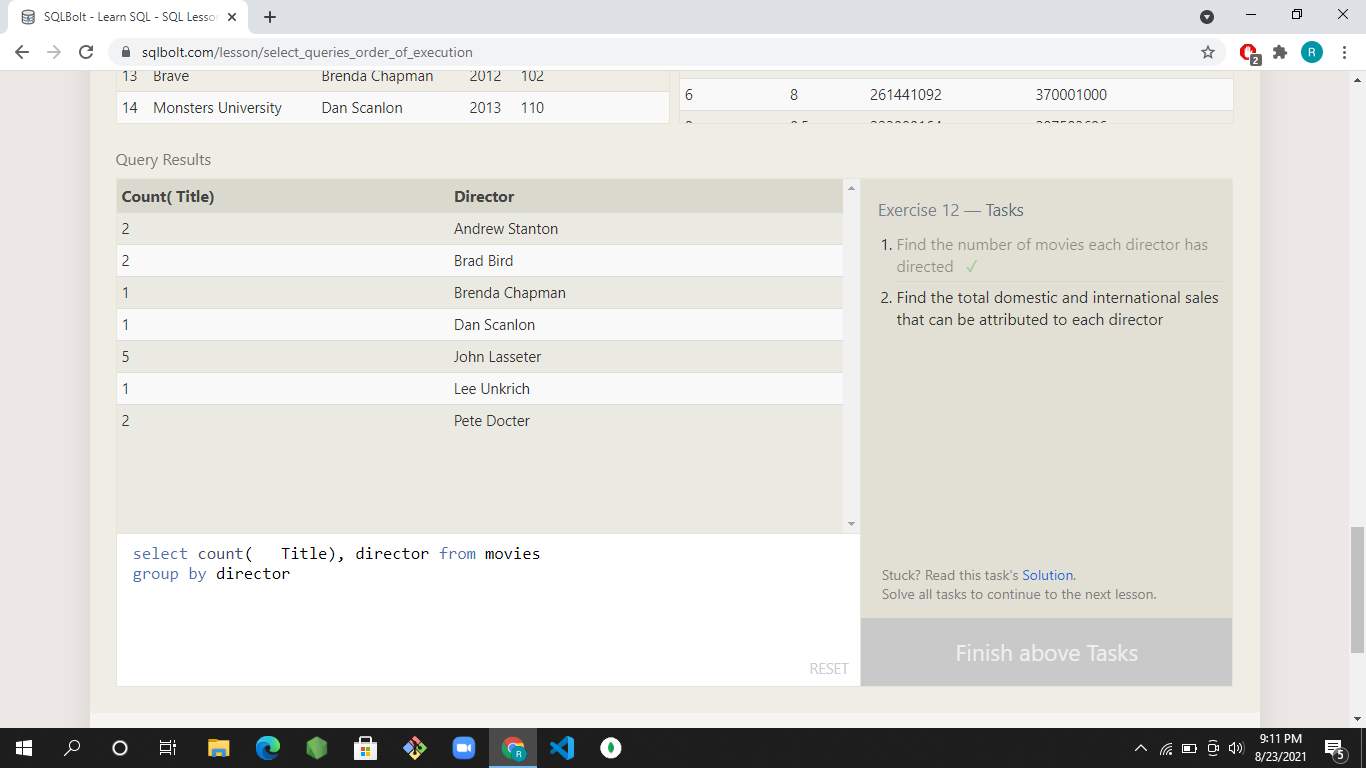 SQLBolt - Learn SQL - SQL Lesso
sqlbolt.com/lesson/select_queries_order_of_execution
2
R
13 Brave Brenda Chapman 2012 102
14 Monsters University Dan Scanlon 2013 110
6 8 261441092 370001000
Query Results
Count( Title) Director
2 Andrew Stanton
2 Brad Bird
1 Brenda Chapman
1 Dan Scanlon
5 John Lasseter
1 Lee Unkrich
2 Pete Docter
Exercise 12 — Tasks
1. Find the number of movies each director has
directed ✓
2. Find the total domestic and international sales
that can be attributed to each director
select count(   Title), director from movies
group by director
RESET
Stuck? Read this task's Solution.
Solve all tasks to continue to the next lesson.
Finish above Tasks
R
9:11 PM
8/23/2021
5